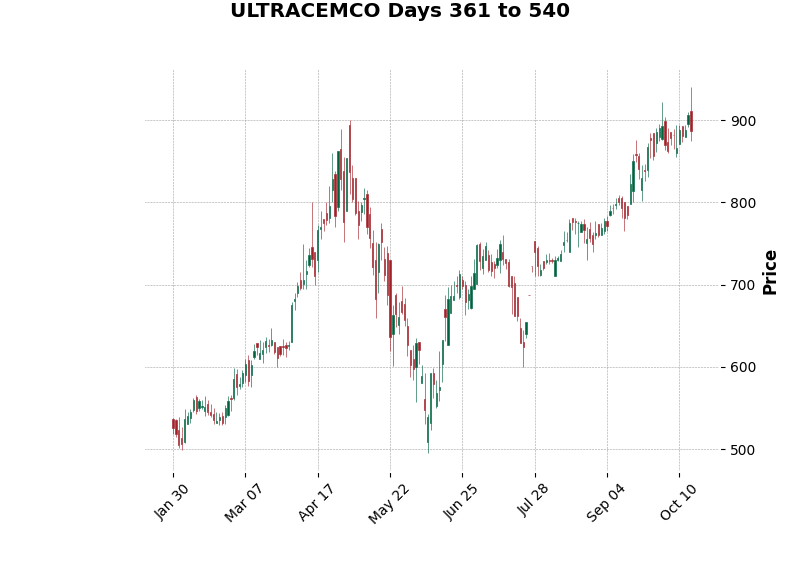 ULTRACEMCO Days 361 to 540
900
800
700
600
500
Price
Jan 30
Mar 07
Apr 17
May 22
Jun 25
Jul 28
Sep 04
Oct 10